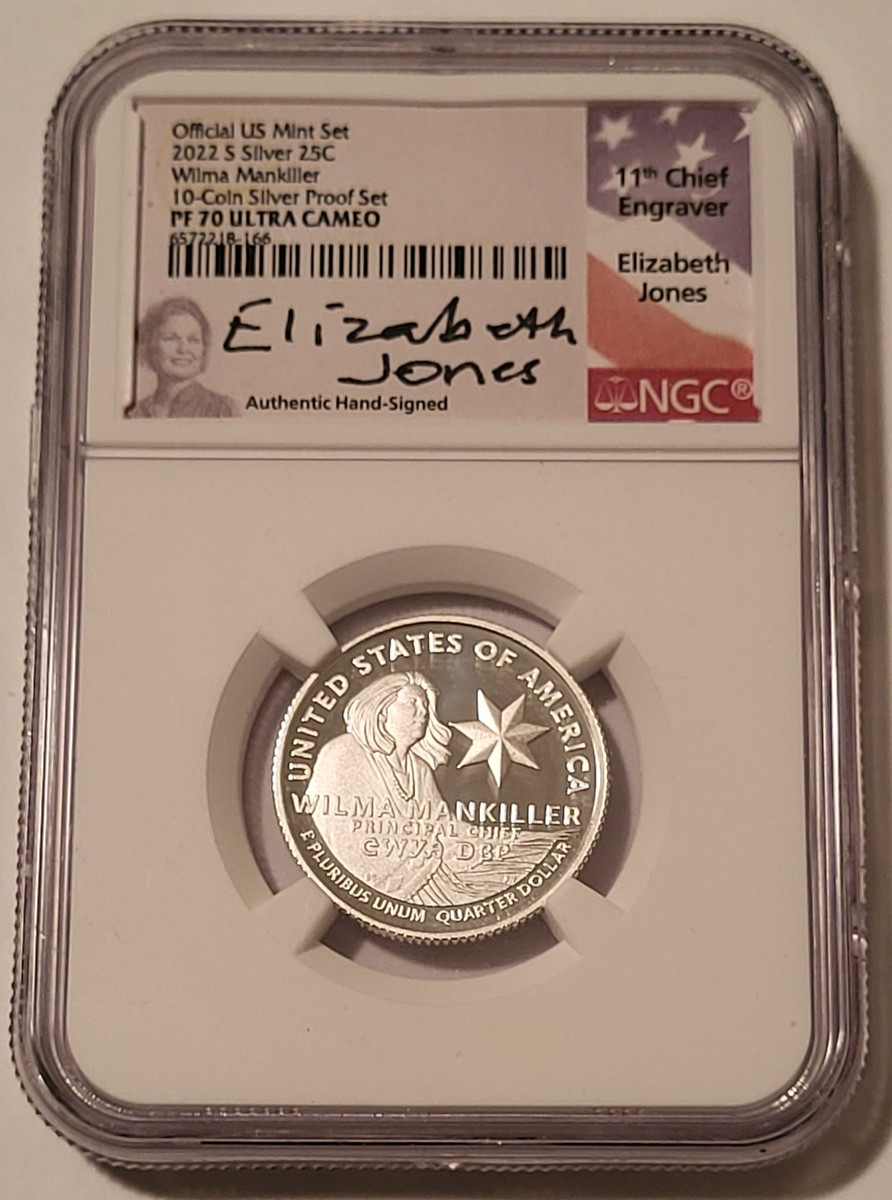 Official US Mint Set
2022 S Silver 25C
Wilma Mankiller
10-Coin Silver Proof Set
PF 70 ULTRA CAMEO
6572218-166
Elizabeth
Jones
Authentic Hand-Signed
11th Chief
Engraver
Elizabeth
Jones
NGC®
UNITED STATES OF AMERICA
WILMA MANKILLER
PRINCIPAL CHIEF
ᏣᎳᎩ ᎠᏰᎵ
E PLURIBUS UNUM QUARTER DOLLAR